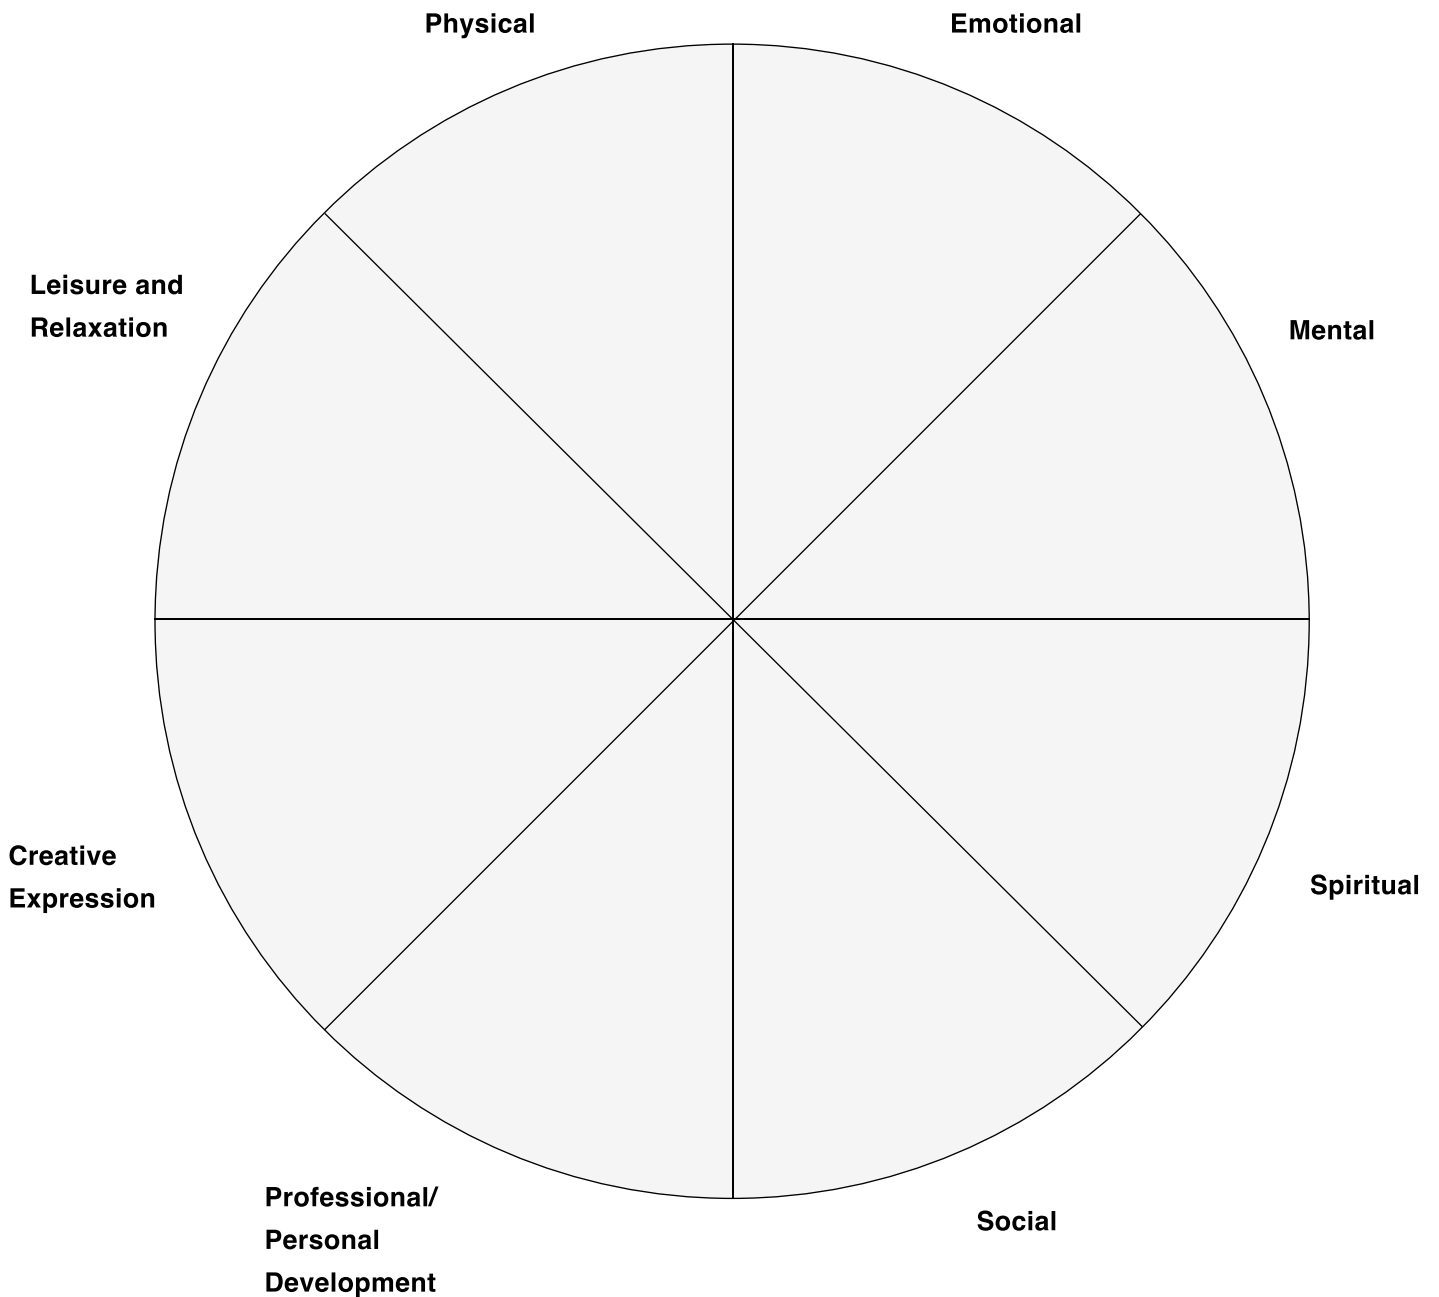 Physical
Emotional
Leisure and
Relaxation
Mental
Creative
Expression
Spiritual
Professional/
Personal
Development
Social